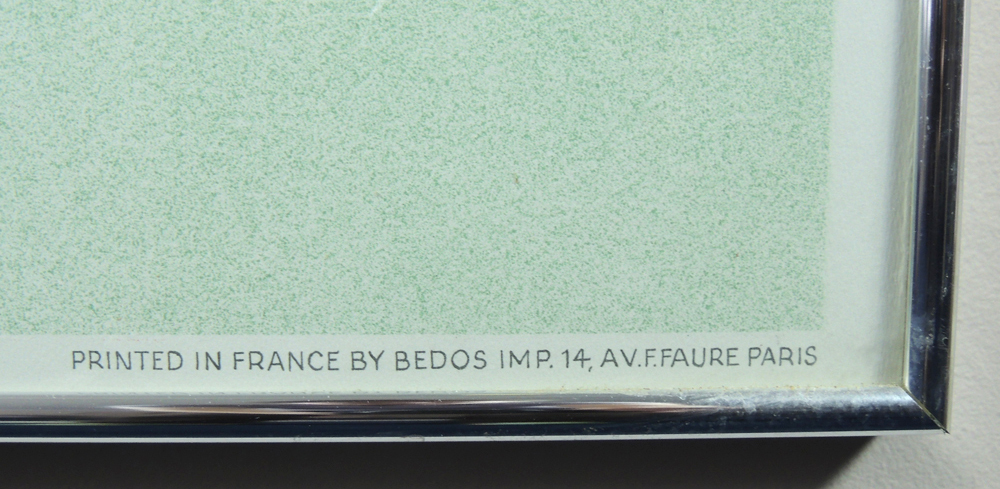 PRINTED IN FRANCE BY BEDOS IMP. 14, AV.F.FAURE PARIS